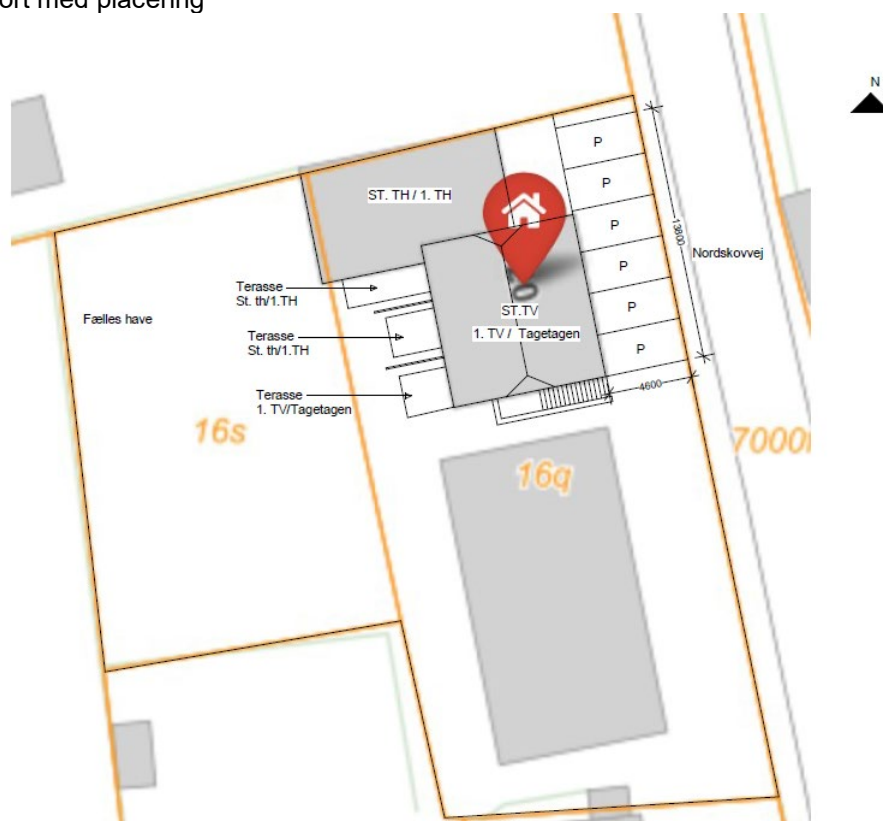 ort med placering
N
P
P
P
P
P
P
13800
Nordskovvej
4600
ST. TH / 1. TH
ST.TV
1. TV / Tagetagen
Terasse
St. th/1.TH
Terasse
St. th/1.TH
Terasse
1. TV/Tagetagen
Fælles have
16s
16q